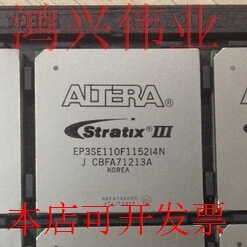 鸿兴伟业
ALTERA
Stratix® III
EP3SE110F1152I4N
J CBFA71213A
KOREA
本店可开发票